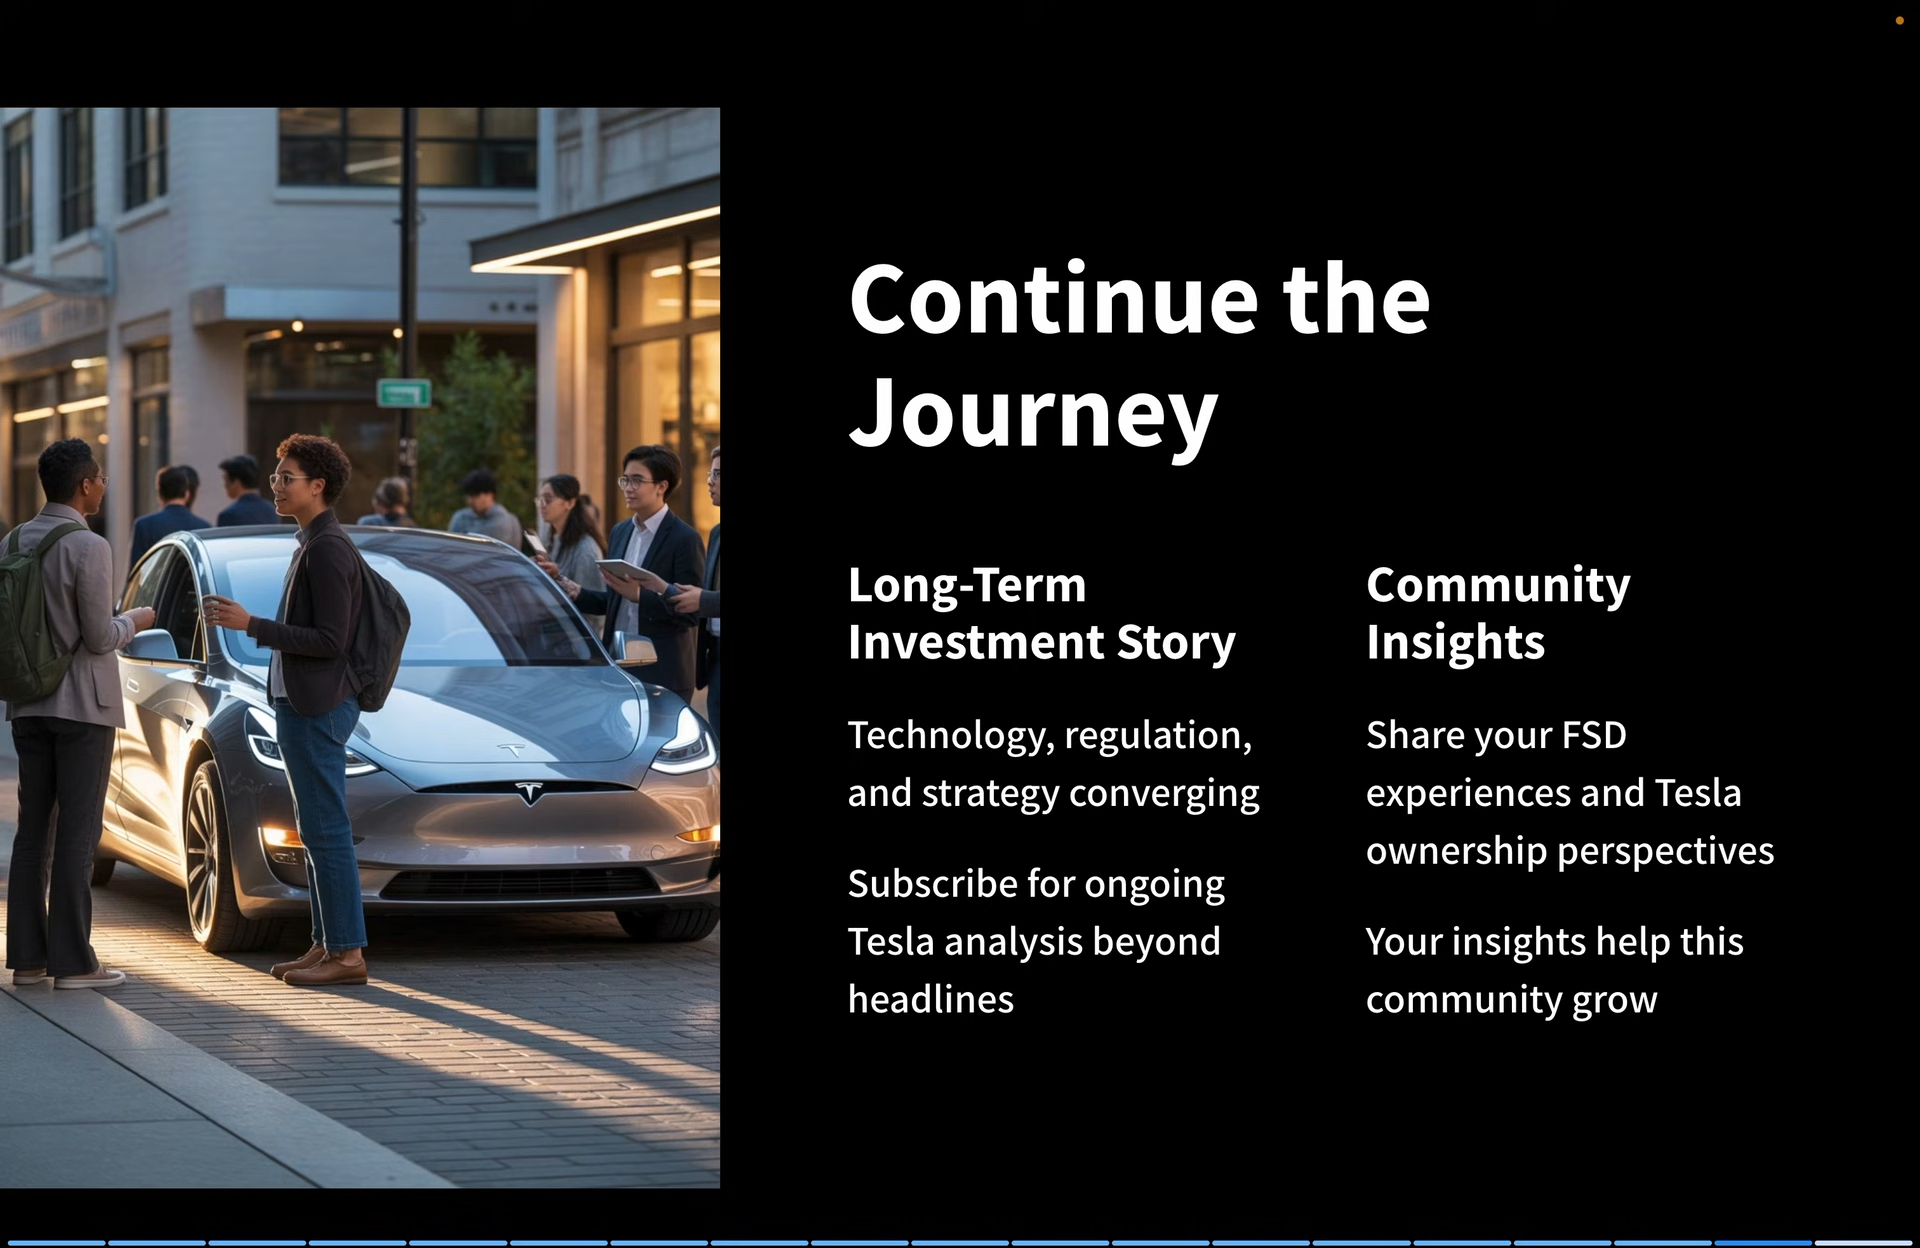 Continue the
Journey
Long-Term
Investment Story
Technology, regulation,
and strategy converging
Subscribe for ongoing
Tesla analysis beyond
headlines
Community
Insights
Share your FSD
experiences and Tesla
ownership perspectives
Your insights help this
community grow